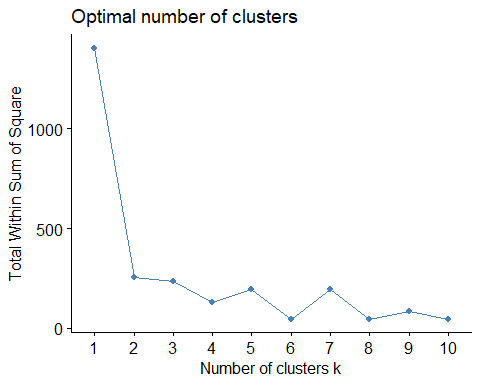 Optimal number of clusters
Total Within Sum of Square
1000
500
0
1 2 3 4 5 6 7 8 9 10
Number of clusters k